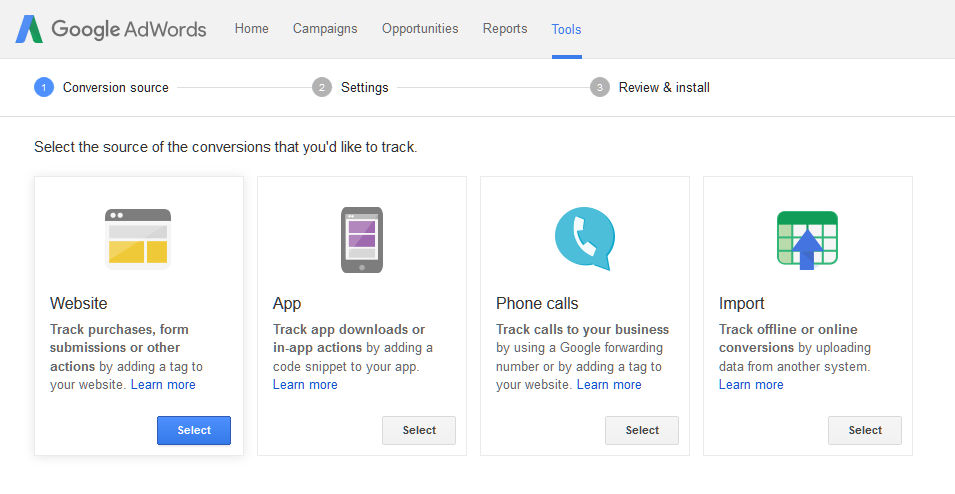 Google AdWords Home Campaigns Opportunities Reports Tools
1 Conversion source 2 Settings 3 Review & install
Select the source of the conversions that you'd like to track.
Website
Track purchases, form
submissions or other
actions by adding a tag to
your website. Learn more
Select
App
Track app downloads or
in-app actions by adding a
code snippet to your app.
Learn more
Select
Phone calls
Track calls to your business
by using a Google forwarding
number or by adding a tag to
your website. Learn more
Select
Import
Track offline or online
conversions by uploading
data from another system.
Learn more
Select